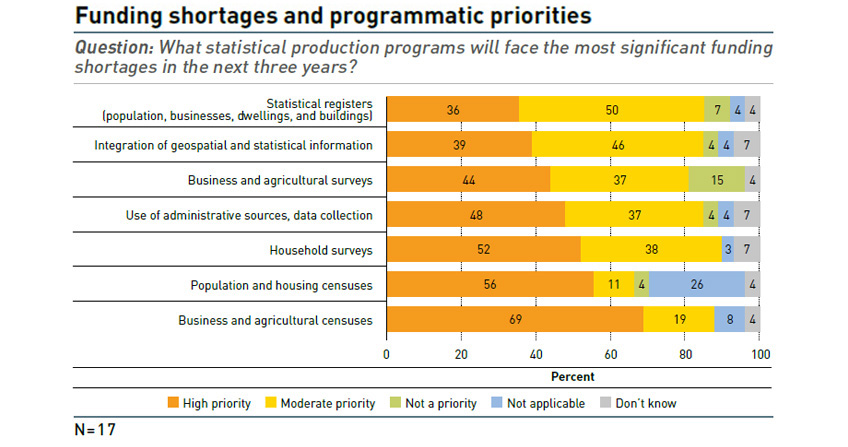 Funding shortages and programmatic priorities
Question: What statistical production programs will face the most significant funding
shortages in the next three years?
Statistical registers
(population, businesses, dwellings, and buildings)
36 50 7 4 4
Integration of geospatial and statistical information 39 46 4 4 7
Business and agricultural surveys 44 37 15 4
Use of administrative sources, data collection 48 37 4 4 7
Household surveys 52 38 3 7
Population and housing censuses 56 11 4 26 4
Business and agricultural censuses 69 19 8 4
0 20 40 60 80 100
Percent
High priority Moderate priority Not a priority Not applicable Don't know
N=17